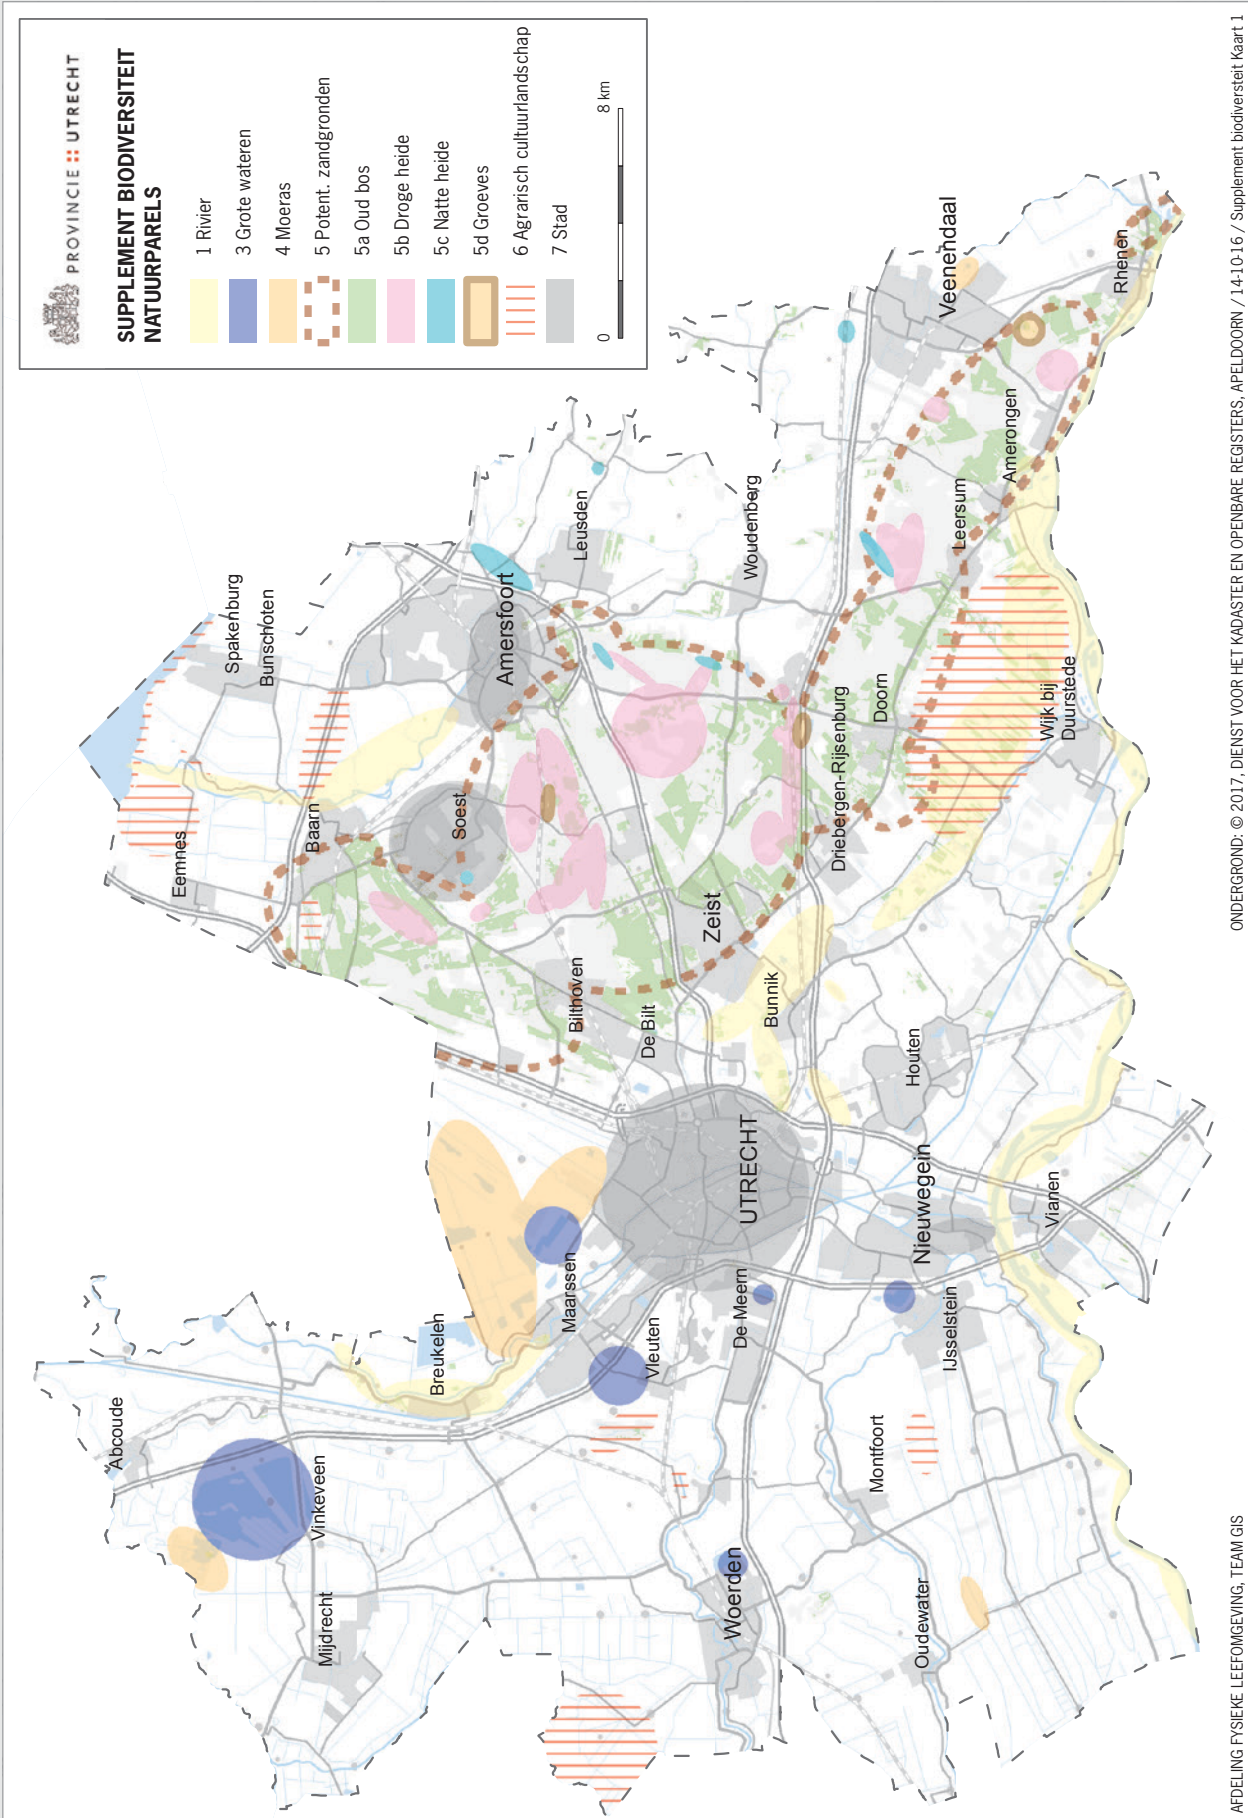 PROVINCIE :: UTRECHT
SUPPLEMENT BIODIVERSITEIT
NATUURPARELS
1 Rivier
3 Grote wateren
4 Moeras
5 Potent. zandgronden
5a Oud bos
5b Droge heide
5c Natte heide
5d Groeves
6 Agrarisch cultuurlandschap
7 Stad
0
8 km
Spakenburg
Bunschoten
Eemnes
Baarn
Soest
Amersfoort
Leusden
Woudenberg
Veenendaal
Rhenen
Amerongen
Leersum
Doorn
Driebergen-Rijsenburg
Wijk bij
Duurstede
Zeist
Bilthoven
De Bilt
Bunnik
Houten
UTRECHT
Nieuwegein
Vianen
IJsselstein
De Meern
Vleuten
Maarssen
Breukelen
Abcoude
Vinkeveen
Mijdrecht
Woerden
Montfoort
Oudewater
AFDELING FYSIEKE LEEFOMGEVING, TEAM GIS
ONDERGROND: © 2017, DIENST VOOR HET KADASTER EN OPENBARE REGISTERS, APELDOORN / 14-10-16 / Supplement biodiversteit Kaart 1